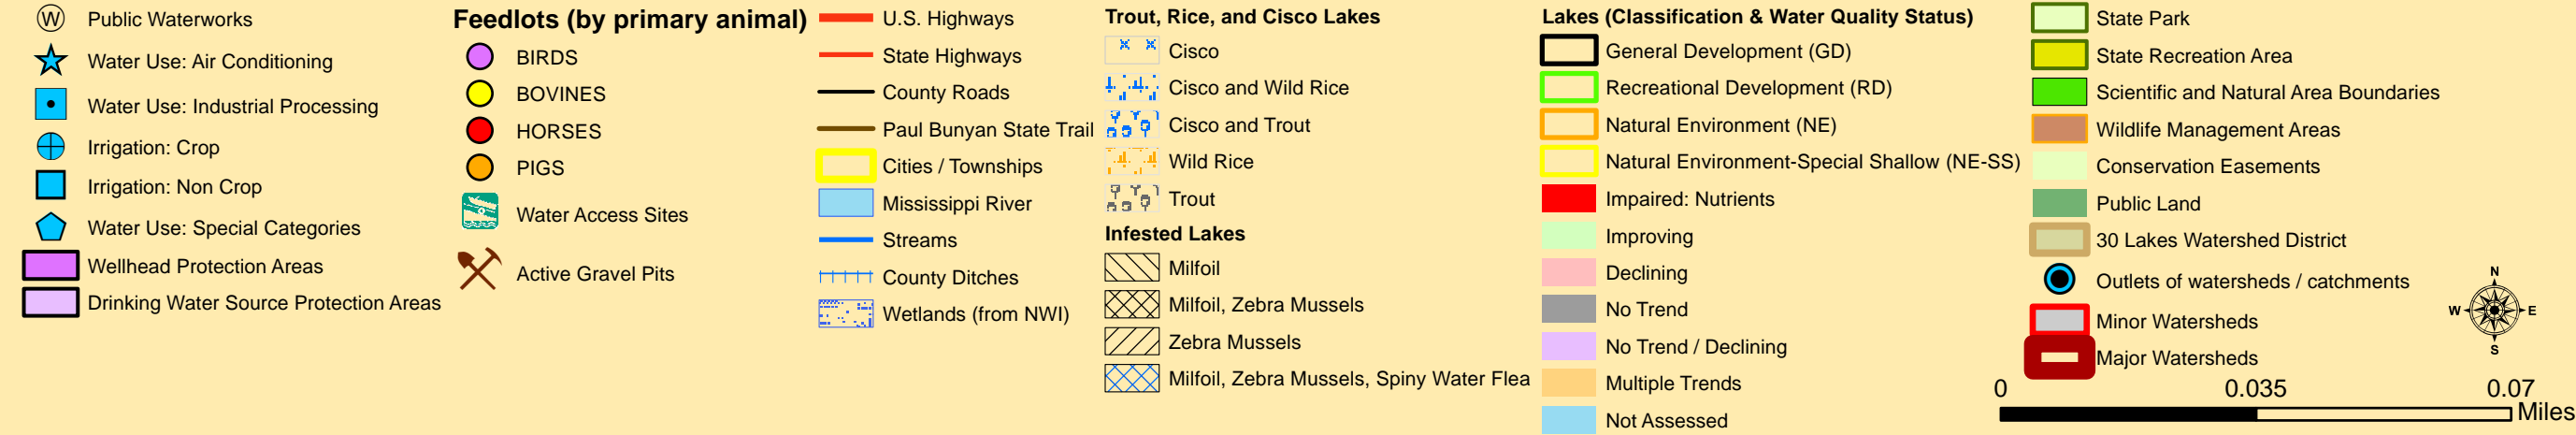 W Public Waterworks
Water Use: Air Conditioning
Water Use: Industrial Processing
Irrigation: Crop
Irrigation: Non Crop
Water Use: Special Categories
Wellhead Protection Areas
Drinking Water Source Protection Areas
Feedlots (by primary animal)
BIRDS
BOVINES
HORSES
PIGS
Water Access Sites
Active Gravel Pits
U.S. Highways
State Highways
County Roads
Paul Bunyan State Trail
Cities / Townships
Mississippi River
Streams
County Ditches
Wetlands (from NWI)
Trout, Rice, and Cisco Lakes
Cisco
Cisco and Wild Rice
Cisco and Trout
Wild Rice
Trout
Infested Lakes
Milfoil
Milfoil, Zebra Mussels
Zebra Mussels
Milfoil, Zebra Mussels, Spiny Water Flea
Lakes (Classification & Water Quality Status)
General Development (GD)
Recreational Development (RD)
Natural Environment (NE)
Natural Environment-Special Shallow (NE-SS)
Impaired: Nutrients
Improving
Declining
No Trend
No Trend / Declining
Multiple Trends
Not Assessed
State Park
State Recreation Area
Scientific and Natural Area Boundaries
Wildlife Management Areas
Conservation Easements
Public Land
30 Lakes Watershed District
Outlets of watersheds / catchments
Minor Watersheds
Major Watersheds
N
W E
S
0 0.035 0.07
Miles